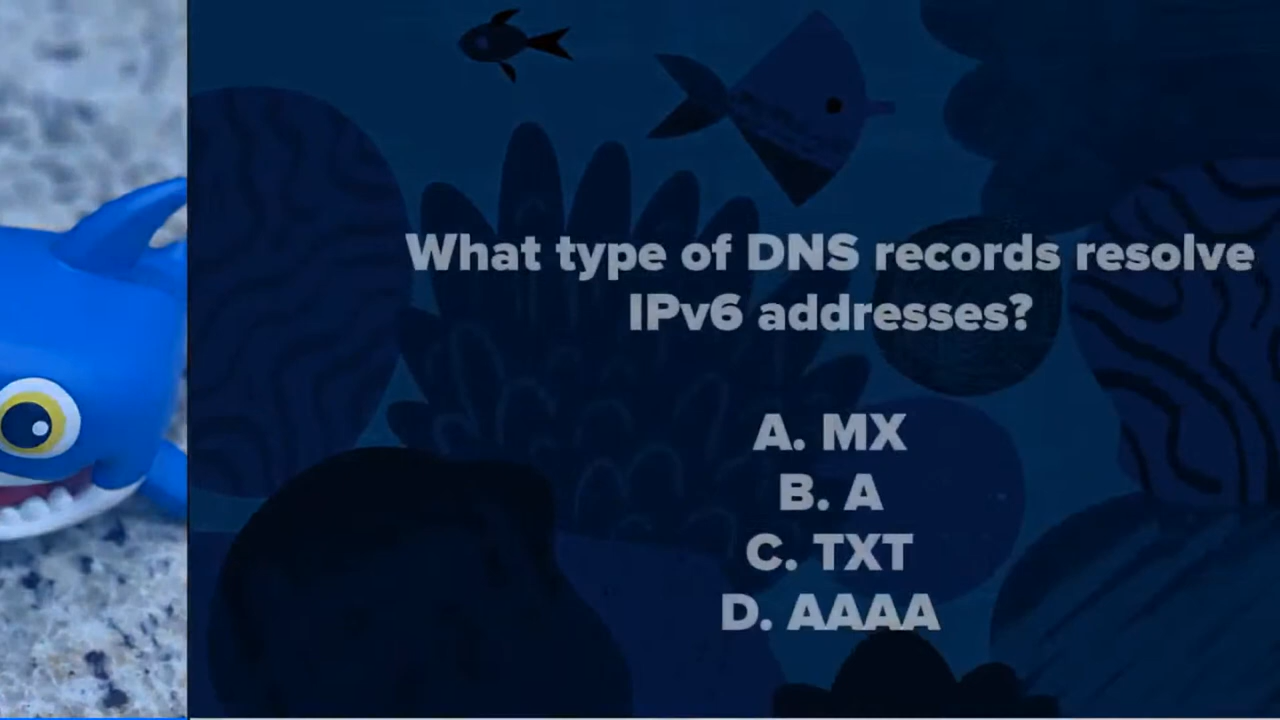 What type of DNS records resolve
IPv6 addresses?
A. MX
B. A
C. TXT
D. AAAA